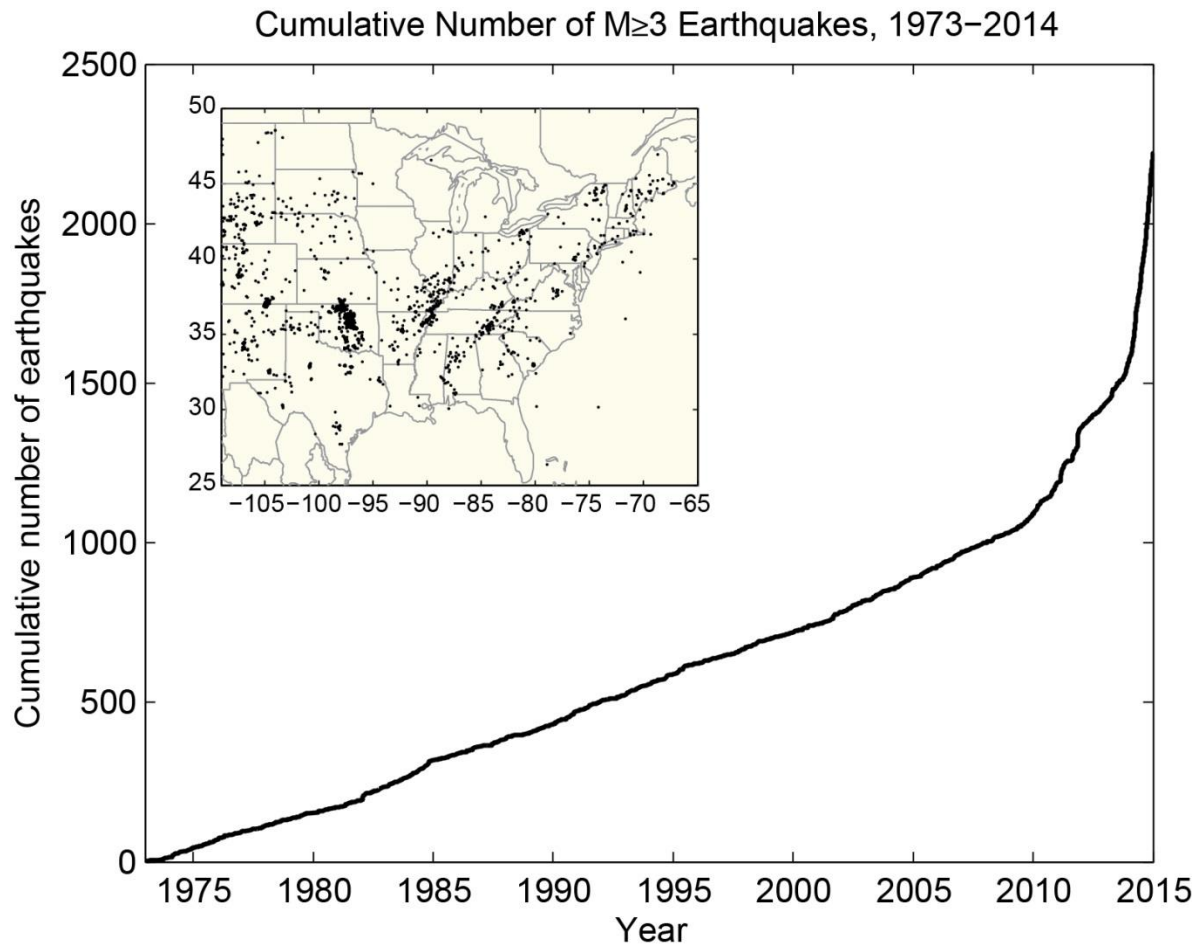 Cumulative Number of M≥3 Earthquakes, 1973−2014
Cumulative number of earthquakes
2500
2000
1500
1000
500
0
50
45
40
35
30
25
−105 −100 −95 −90 −85 −80 −75 −70 −65
1975 1980 1985 1990 1995 2000 2005 2010 2015
Year